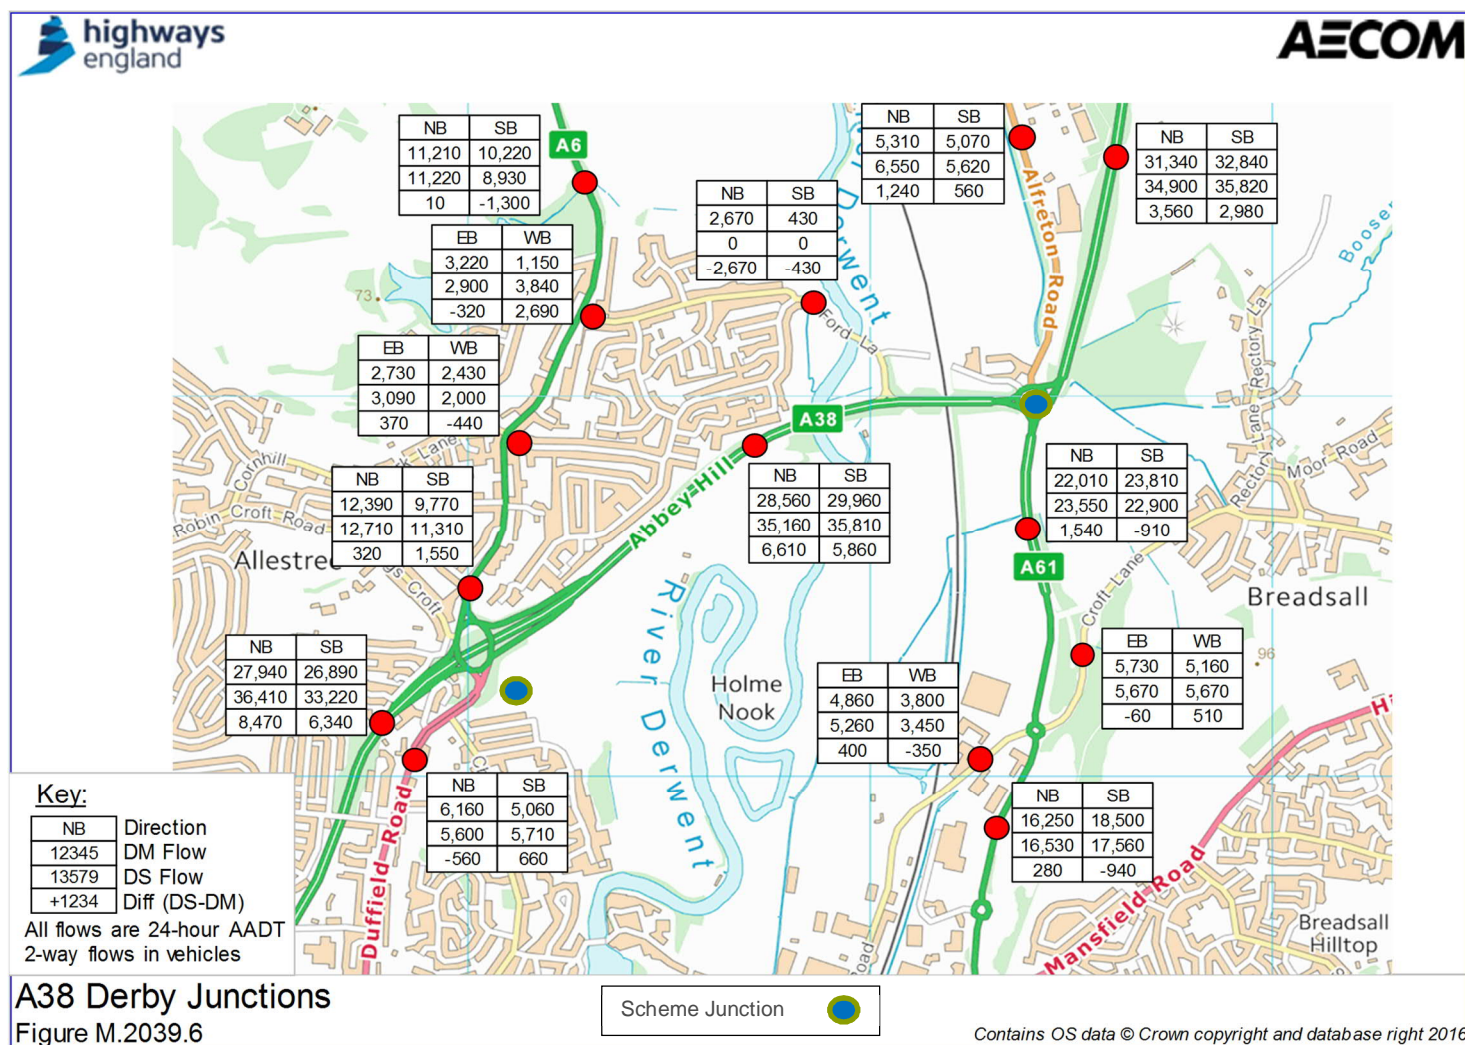 highways
england
AECOM
NB SB
11,210 10,220
11,220 8,930
10 -1,300
A6
EB WB
3,220 1,150
2,900 3,840
-320 2,690
NB SB
2,670 430
0 0
-2,670 -430
NB SB
5,310 5,070
6,550 5,620
1,240 560
NB SB
31,340 32,840
34,900 35,820
3,560 2,980
Derwent
Alfreton Road
73
Ford La
Rectory Lane
Rectory La
EB WB
2,730 2,430
3,090 2,000
370 -440
A38
Abbey Hill
Cornhill
Robin Croft Road
Allestree
NB SB
12,390 9,770
12,710 11,310
320 1,550
NB SB
28,560 29,960
35,160 35,810
6,610 5,860
NB SB
22,010 23,810
23,550 22,900
1,540 -910
Moor Road
A61
Croft Lane
Breadsall
River Derwent
Holme
Nook
NB SB
27,940 26,890
36,410 33,220
8,470 6,340
EB WB
4,860 3,800
5,260 3,450
400 -350
EB WB
5,730 5,160
5,670 5,670
-60 510
96
NB SB
6,160 5,060
5,600 5,710
-560 660
NB SB
16,250 18,500
16,530 17,560
280 -940
Duffield Road
Mansfield Road
Breadsall
Hilltop
Key:
NB Direction
12345 DM Flow
13579 DS Flow
+1234 Diff (DS-DM)
All flows are 24-hour AADT
2-way flows in vehicles
A38 Derby Junctions
Figure M.2039.6
Scheme Junction
Contains OS data © Crown copyright and database right 2016